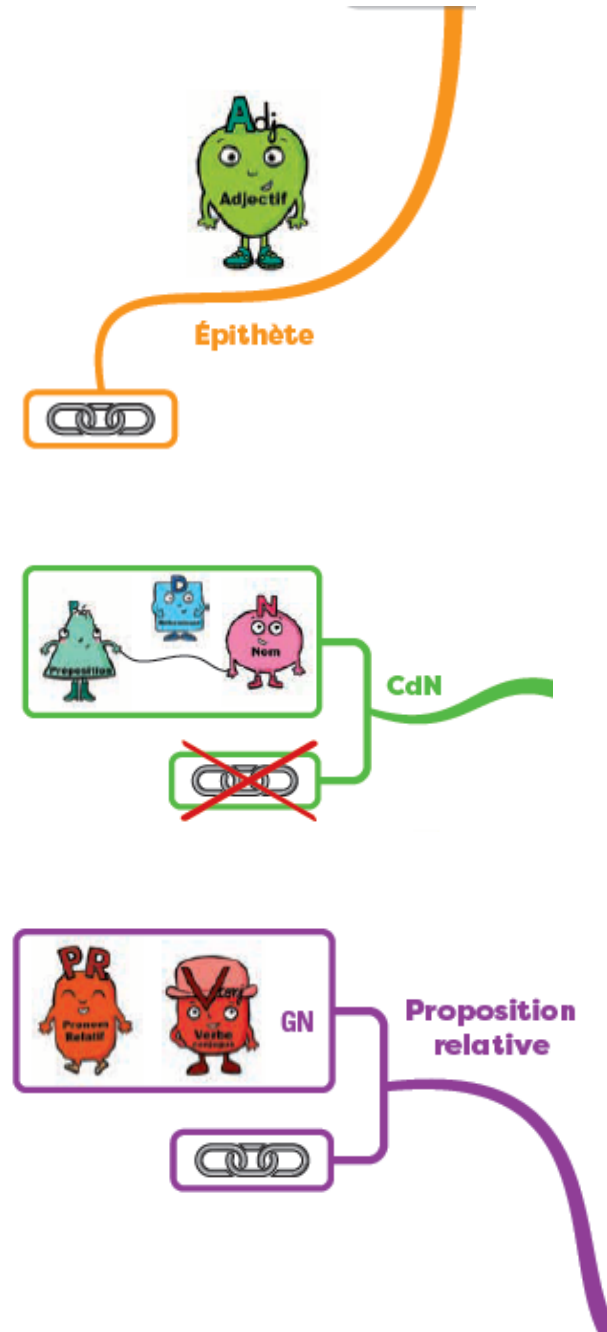 Adj
Adjectif
Épithète
D
N
Préposition
Nom
CdN
PR
V
Pronom
Relatif
Verbe
GN
Proposition
relative